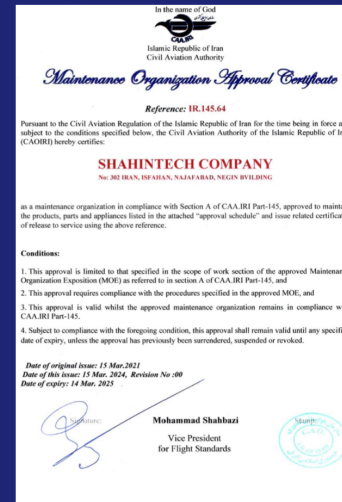 In the name of God
CAA.IRI
Islamic Republic of Iran
Civil Aviation Authority
Maintenance Organization Approval Certificate
Reference: IR.145.64
Pursuant to the Civil Aviation Regulation of the Islamic Republic of Iran for the time being in force a
subject to the conditions specified below, the Civil Aviation Authority of the Islamic Republic of Ir
(CAOIRI) hereby certifies:
SHAHINTECH COMPANY
No: 302 IRAN, ISFAHAN, NAJAFABAD, NEGIN BVILDING
as a maintenance organization in compliance with Section A of CAA.IRI Part-145, approved to mainta
the products, parts and appliances listed in the attached “approval schedule” and issue related certifica
of release to service using the above reference.
Conditions:
1. This approval is limited to that specified in the scope of work section of the approved Maintenan
Organization Exposition (MOE) as referred to in section A of CAA.IRI Part-145, and
2. This approval requires compliance with the procedures specified in the approved MOE, and
3. This approval is valid whilst the approved maintenance organization remains in compliance w
CAA.IRI Part-145.
4. Subject to compliance with the foregoing condition, this approval shall remain valid until any specifi
date of expiry, unless the approval has previously been surrendered, suspended or revoked.
Date of original issue: 15 Mar.2021
Date of this issue: 15 Mar. 2024, Revision No :00
Date of expiry: 14 Mar. 2025
Signature:
Mohammad Shahbazi
Vice President
for Flight Standards